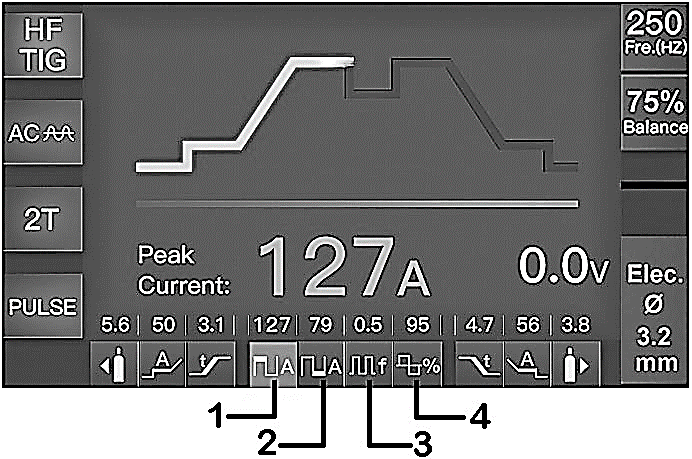 HF
TIG
250
Fre.(HZ)
AC
75%
Balance
2T
Peak
Current:
127A
0.0V
Elec.
Ø
3.2
mm
PULSE
5.6 | 50 | 3.1 | | 127 | 79 | 0.5 | 95 | | 4.7 | 56 | 3.8
A
t
A
A
f
%
t
A
1
2
3
4